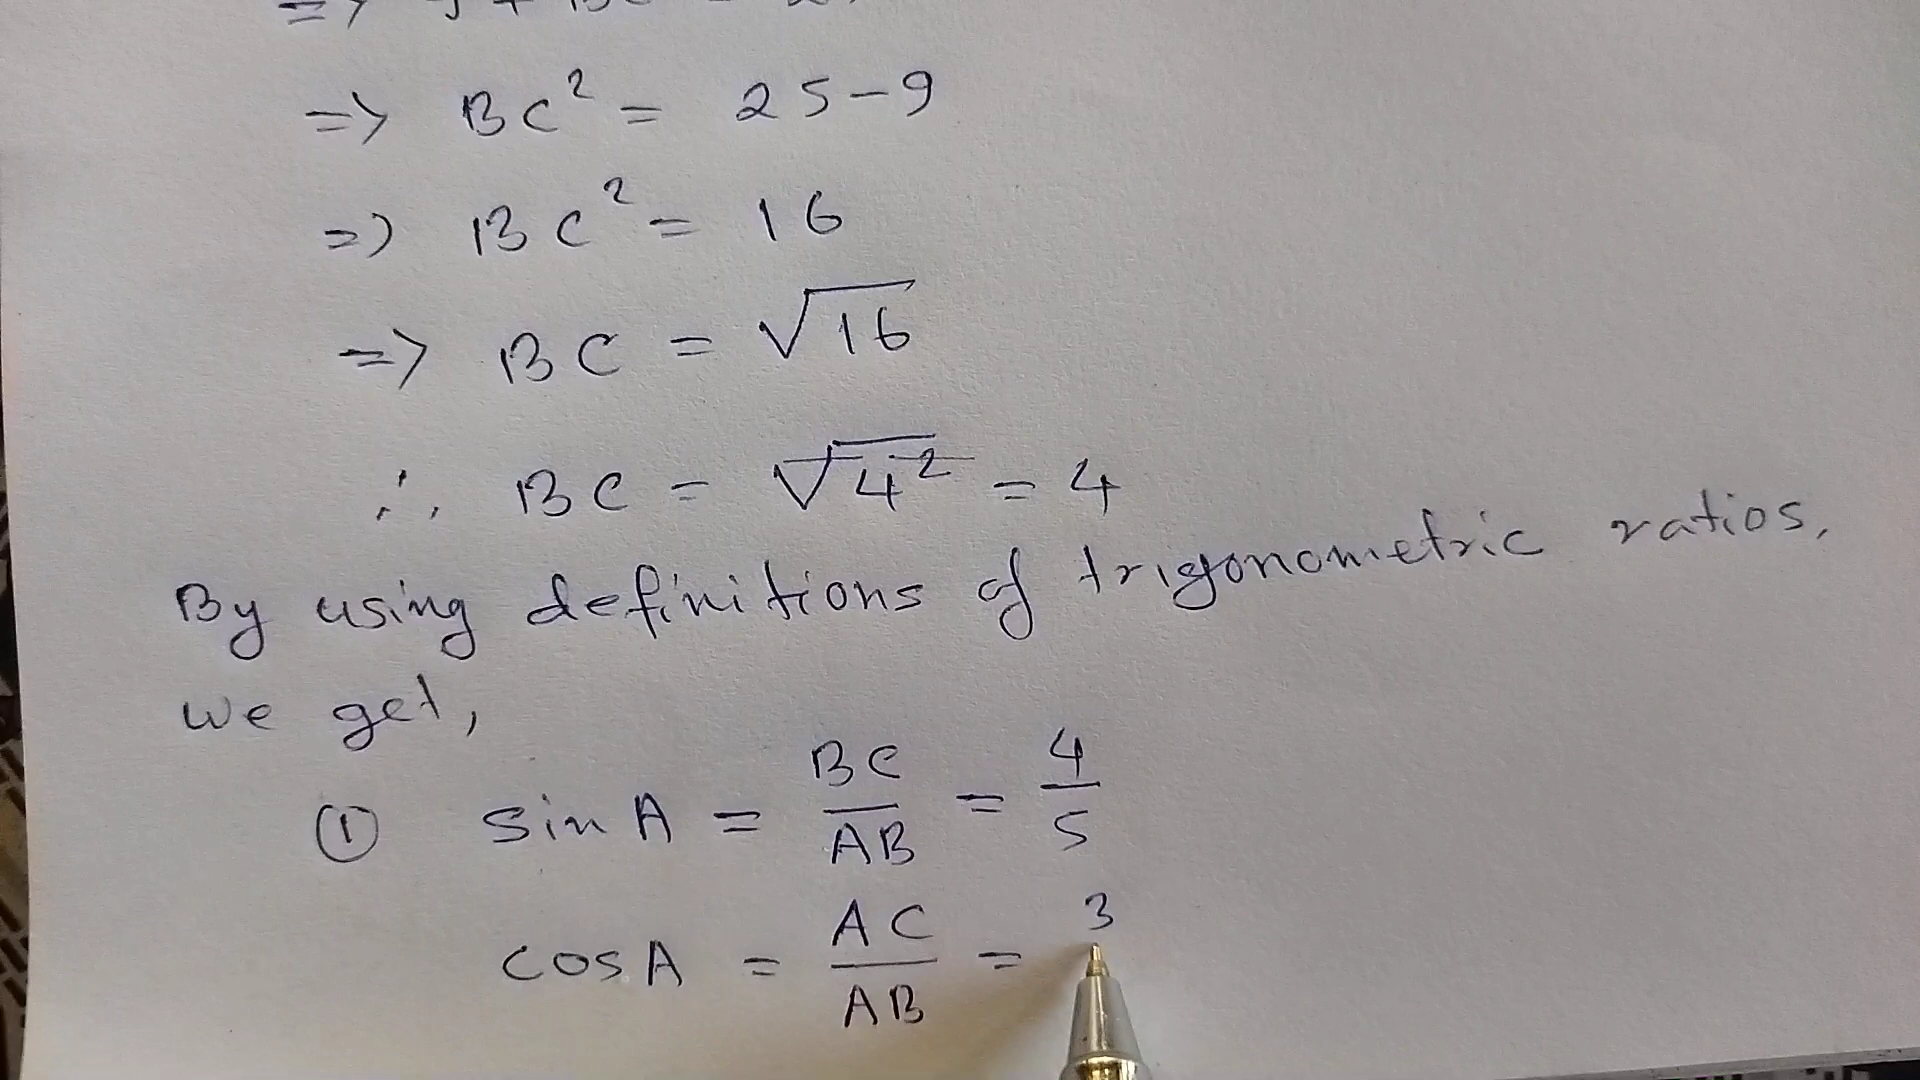 => BC² = 25-9
=> BC² = 16
=> BC = √16
∴ BC = √4² = 4
By using definitions of trigonometric ratios,
we get,
① sin A = BC/AB = 4/5
cos A = AC/AB = 3